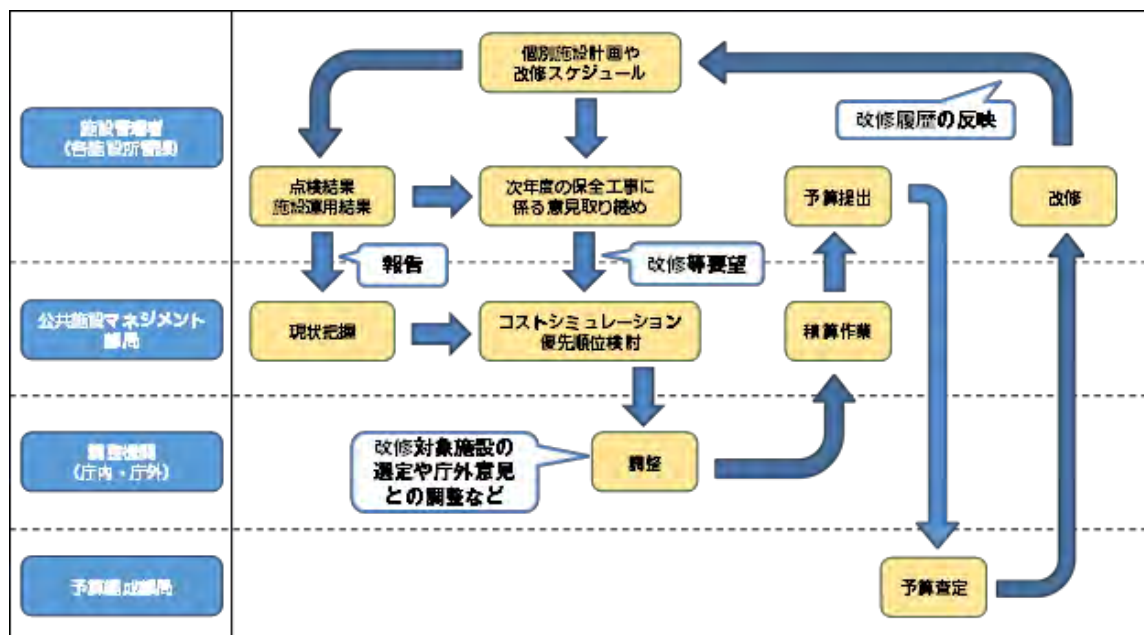 個別施設計画や
改修スケジュール
改修履歴の反映
施設管理者
(各施設所管課)
点検結果
施設運用結果
次年度の保全工事に
係る意見取り纏め
予算提出
改修
報告
改修等要望
公共施設マネジメント
部局
現状把握
コストシミュレーション
優先順位検討
積算作業
調整機関
(庁内・庁外)
改修対象施設の
選定や庁外意見
との調整など
調整
予算編成部局
予算査定